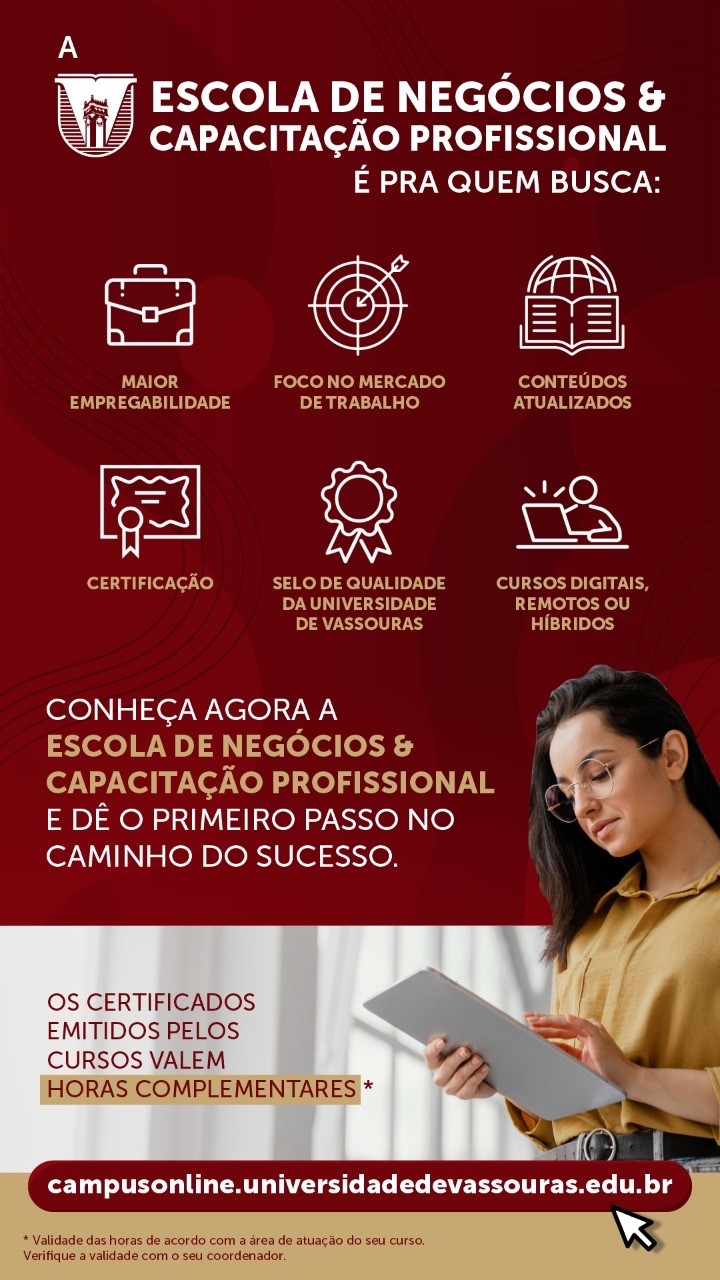 A
ESCOLA DE NEGÓCIOS &
CAPACITAÇÃO PROFISSIONAL
É PRA QUEM BUSCA:
MAIOR
EMPREGABILIDADE
FOCO NO MERCADO
DE TRABALHO
CONTEÚDOS
ATUALIZADOS
CERTIFICAÇÃO
SELO DE QUALIDADE
DA UNIVERSIDADE
DE VASSOURAS
CURSOS DIGITAIS,
REMOTOS OU
HÍBRIDOS
CONHEÇA AGORA A
ESCOLA DE NEGÓCIOS &
CAPACITAÇÃO PROFISSIONAL
E DÊ O PRIMEIRO PASSO NO
CAMINHO DO SUCESSO.
OS CERTIFICADOS
EMITIDOS PELOS
CURSOS VALEM
HORAS COMPLEMENTARES *
campusonline.universidadedevassouras.edu.br
* Validade das horas de acordo com a área de atuação do seu curso.
Verifique a validade com o seu coordenador.